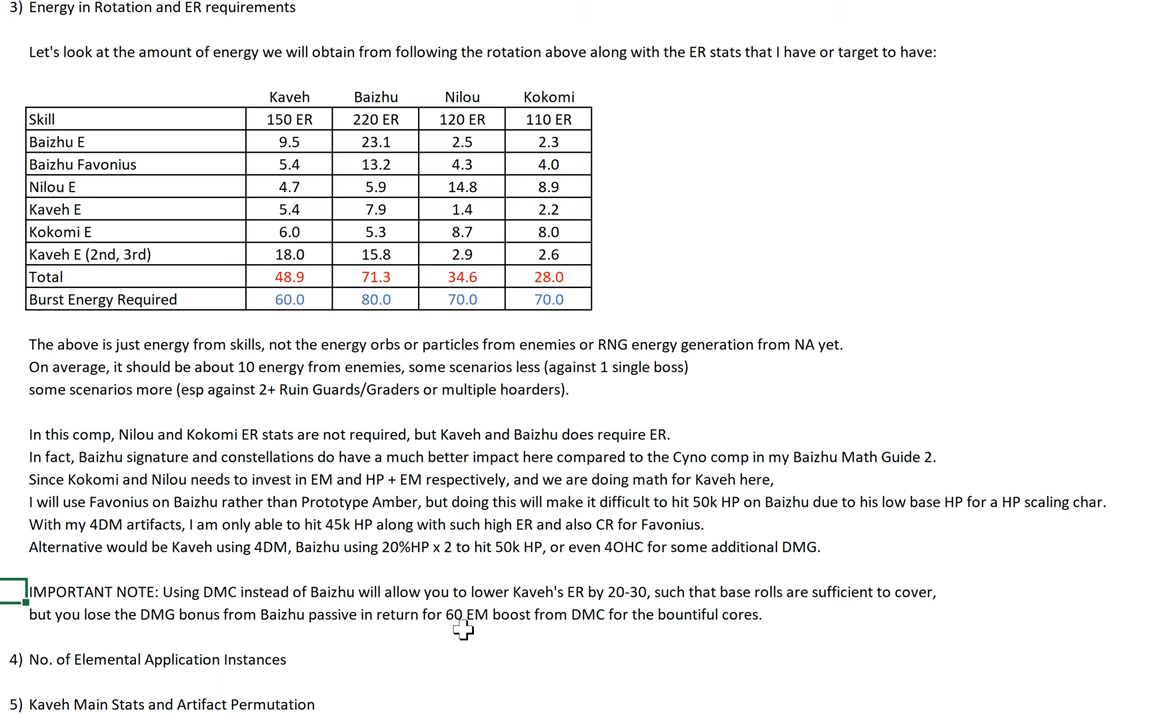 3) Energy in Rotation and ER requirements
Let's look at the amount of energy we will obtain from following the rotation above along with the ER stats that I have or target to have:
Kaveh Baizhu Nilou Kokomi
Skill 150 ER 220 ER 120 ER 110 ER
Baizhu E 9.5 23.1 2.5 2.3
Baizhu Favonius 5.4 13.2 4.3 4.0
Nilou E 4.7 5.9 14.8 8.9
Kaveh E 5.4 7.9 1.4 2.2
Kokomi E 6.0 5.3 8.7 8.0
Kaveh E (2nd, 3rd) 18.0 15.8 2.9 2.6
Total 48.9 71.3 34.6 28.0
Burst Energy Required 60.0 80.0 70.0 70.0
The above is just energy from skills, not the energy orbs or particles from enemies or RNG energy generation from NA yet.
On average, it should be about 10 energy from enemies, some scenarios less (against 1 single boss)
some scenarios more (esp against 2+ Ruin Guards/Graders or multiple hoarders).
In this comp, Nilou and Kokomi ER stats are not required, but Kaveh and Baizhu does require ER.
In fact, Baizhu signature and constellations do have a much better impact here compared to the Cyno comp in my Baizhu Math Guide 2.
Since Kokomi and Nilou needs to invest in EM and HP + EM respectively, and we are doing math for Kaveh here,
I will use Favonius on Baizhu rather than Prototype Amber, but doing this will make it difficult to hit 50k HP on Baizhu due to his low base HP for a HP scaling char.
With my 4DM artifacts, I am only able to hit 45k HP along with such high ER and also CR for Favonius.
Alternative would be Kaveh using 4DM, Baizhu using 20%HP x 2 to hit 50k HP, or even 4OHC for some additional DMG.
IMPORTANT NOTE: Using DMC instead of Baizhu will allow you to lower Kaveh's ER by 20-30, such that base rolls are sufficient to cover,
but you lose the DMG bonus from Baizhu passive in return for 60 EM boost from DMC for the bountiful cores.
4) No. of Elemental Application Instances
5) Kaveh Main Stats and Artifact Permutation